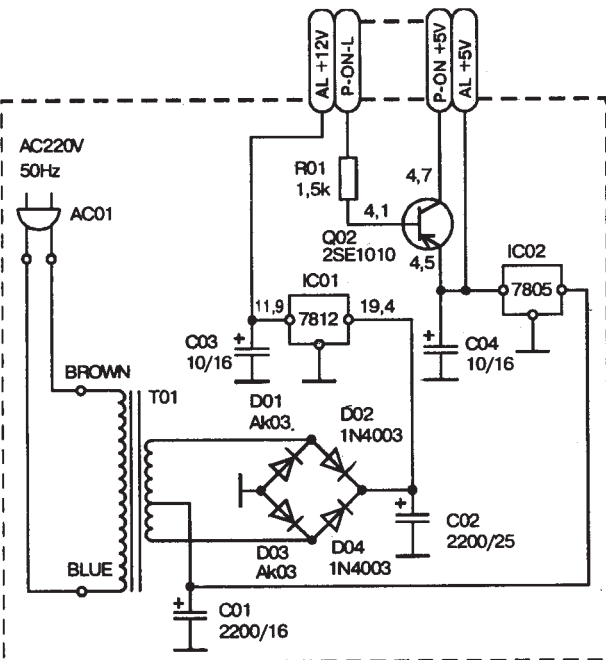 AL +12V
P-ON-L
P-ON +5V
AL +5V
AC220V
50Hz
AC01
R01
1,5k
4,7
4,1
Q02
2SE1010
4,5
IC02
7805
IC01
11,9
7812
19,4
C03
10/16
C04
10/16
BROWN
T01
D01
Ak03.
D02
1N4003
C02
2200/25
D03
Ak03
D04
1N4003
BLUE
C01
2200/16